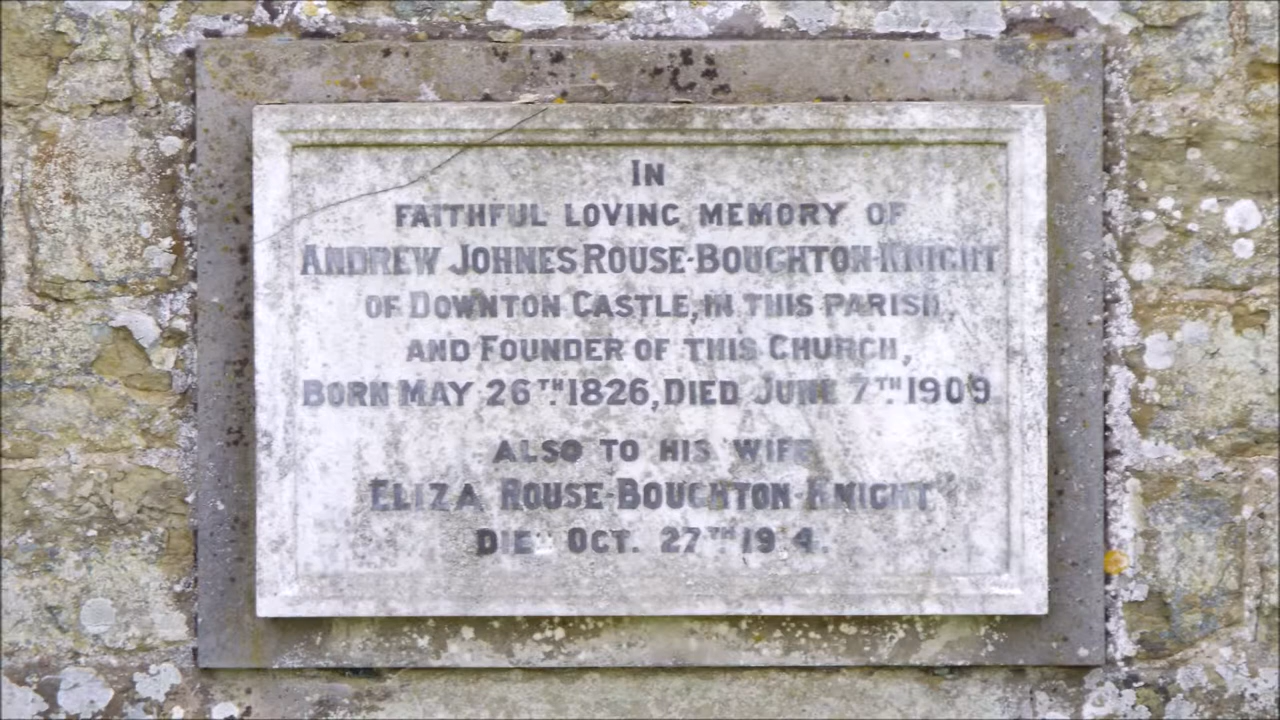 IN
FAITHFUL LOVING MEMORY OF
ANDREW JOHNES ROUSE-BOUGHTON-KNIGHT
OF DOWNTON CASTLE, IN THIS PARISH,
AND FOUNDER OF THIS CHURCH,
BORN MAY 26TH 1826, DIED JUNE 7TH 1909.
ALSO TO HIS WIFE
ELIZA ROUSE-BOUGHTON-KNIGHT
DIED OCT. 27TH